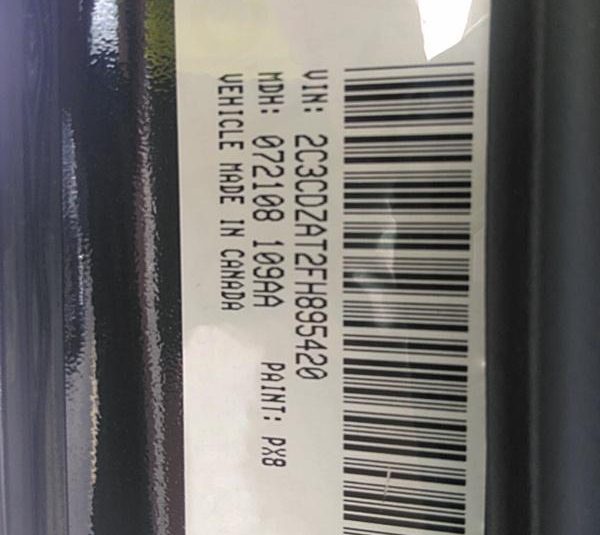 VIN: 2C3CDZAT2FH895420
MDH: 072108 109AA PAINT: PX8
VEHICLE MADE IN CANADA